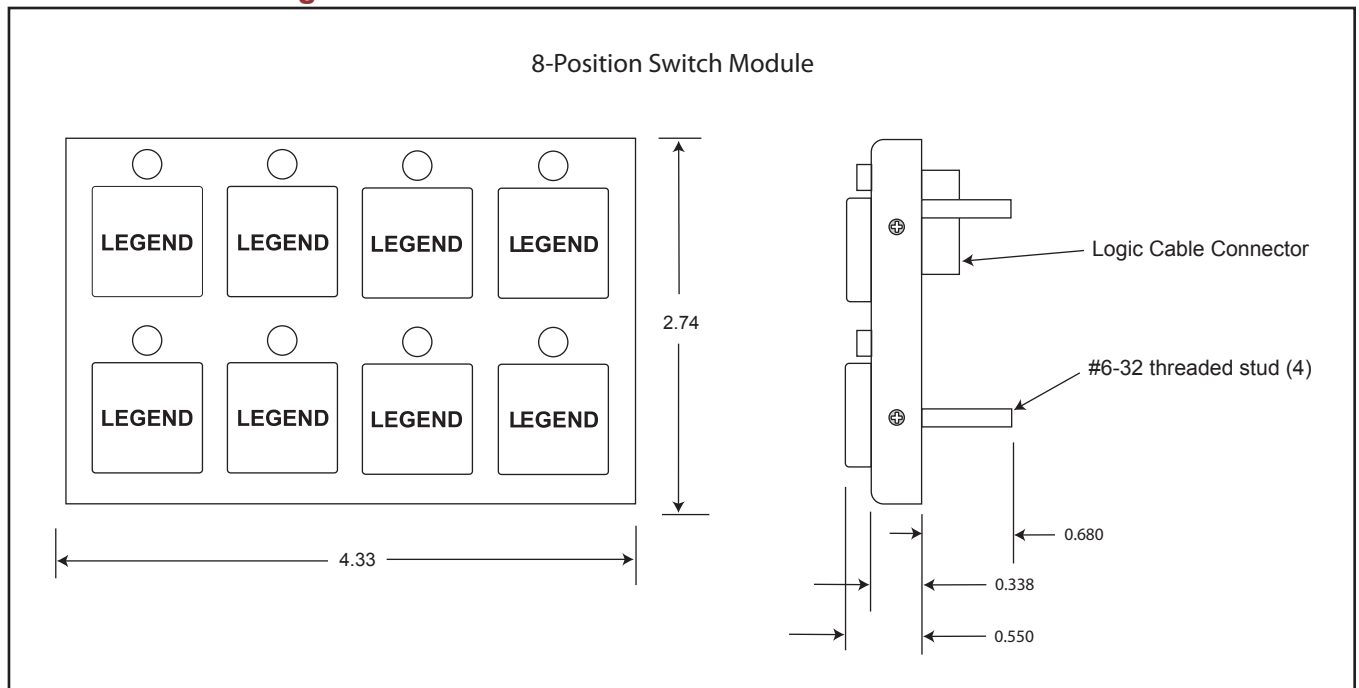 8-Position Switch Module
LEGEND LEGEND LEGEND LEGEND
LEGEND LEGEND LEGEND LEGEND
2.74
4.33
Logic Cable Connector
#6-32 threaded stud (4)
0.680
0.338
0.550